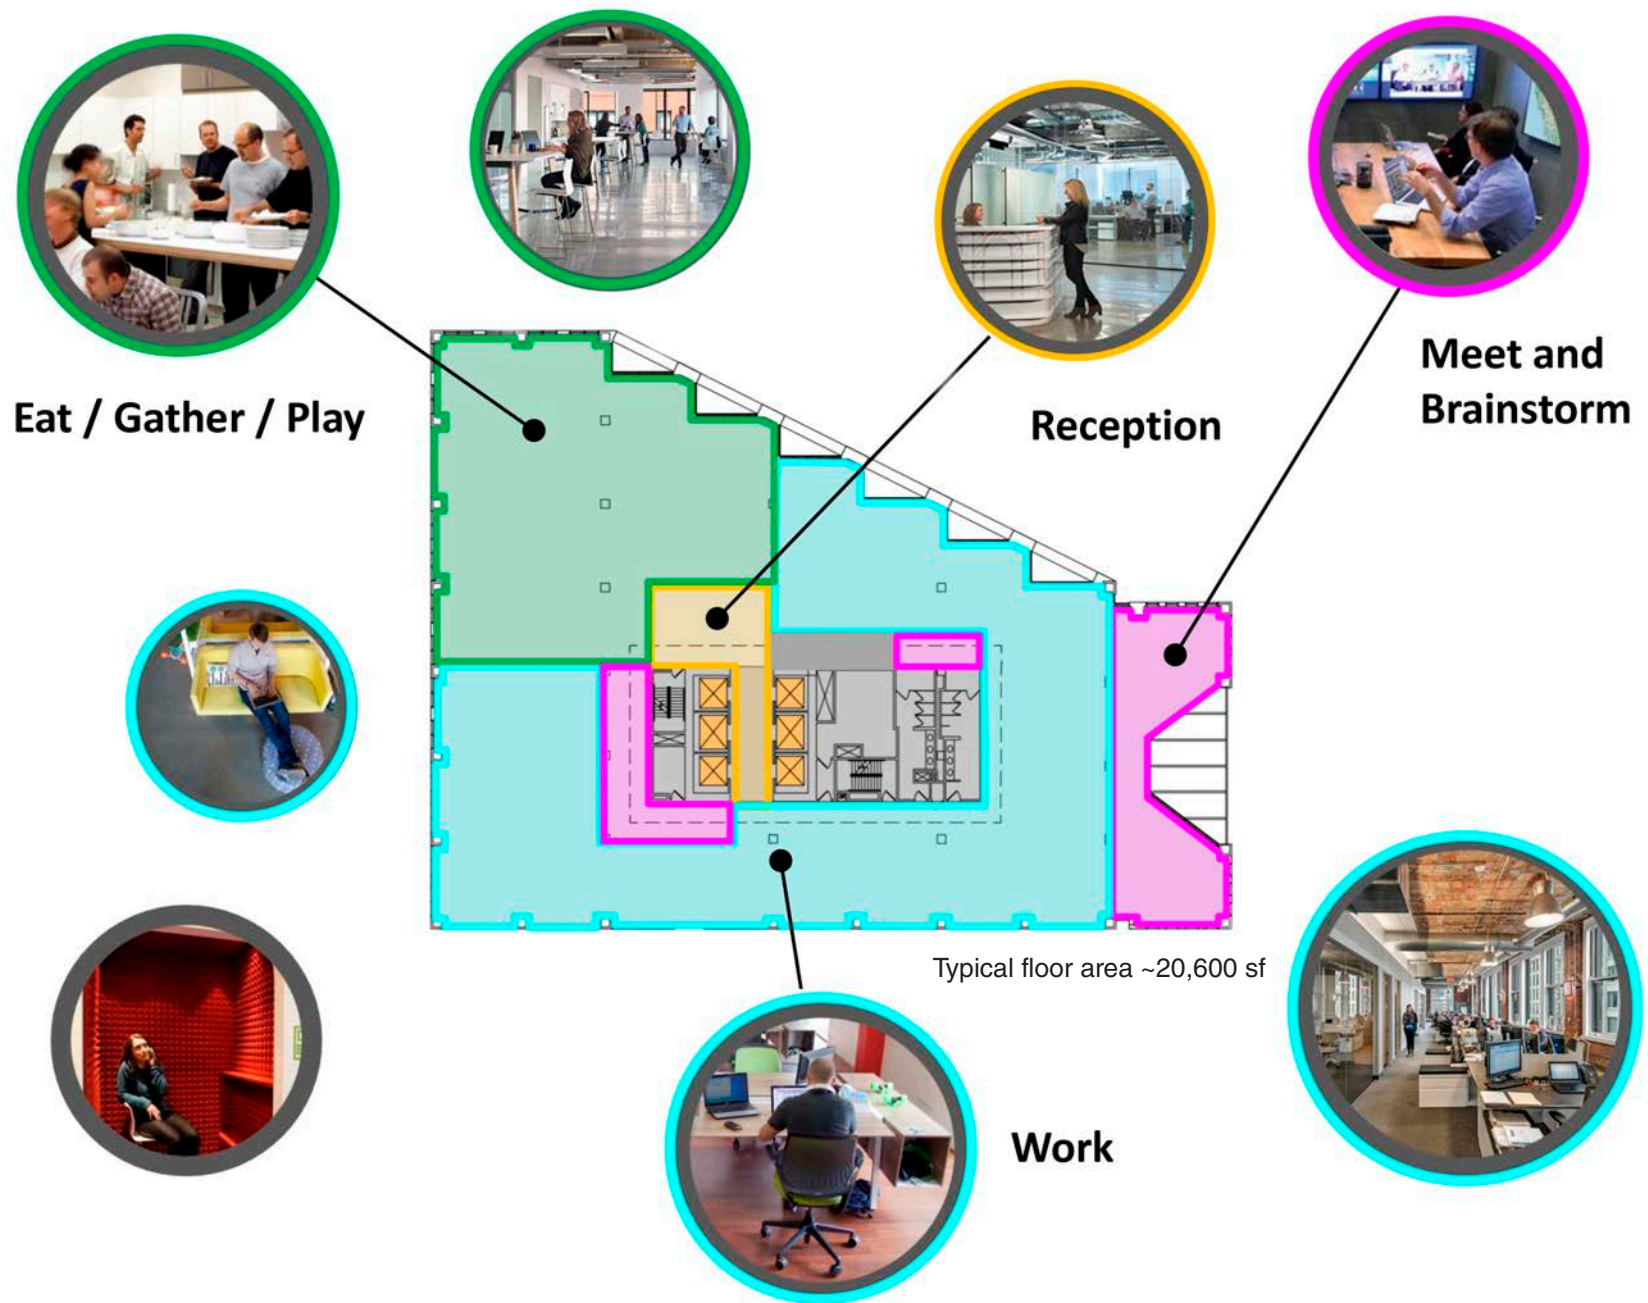 Eat / Gather / Play
Reception
Meet and
Brainstorm
Typical floor area ~20,600 sf
Work